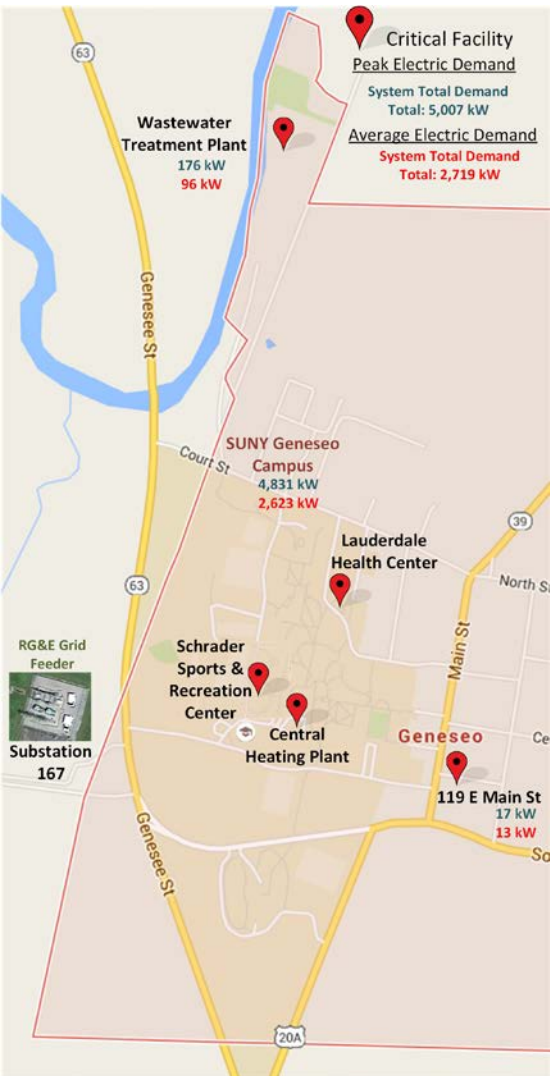 63
Critical Facility
Peak Electric Demand
System Total Demand
Total: 5,007 kW
Average Electric Demand
System Total Demand
Total: 2,719 kW
Wastewater
Treatment Plant
176 kW
96 kW
Genesee St
Court St
SUNY Geneseo
Campus
4,831 kW
2,623 kW
39
Lauderdale
Health Center
North S
63
Main St
RG&E Grid
Feeder
Substation
167
Schrader
Sports &
Recreation
Center
Central
Heating Plant
Geneseo
Ce
119 E Main St
17 kW
13 kW
Genesee St
So
20A